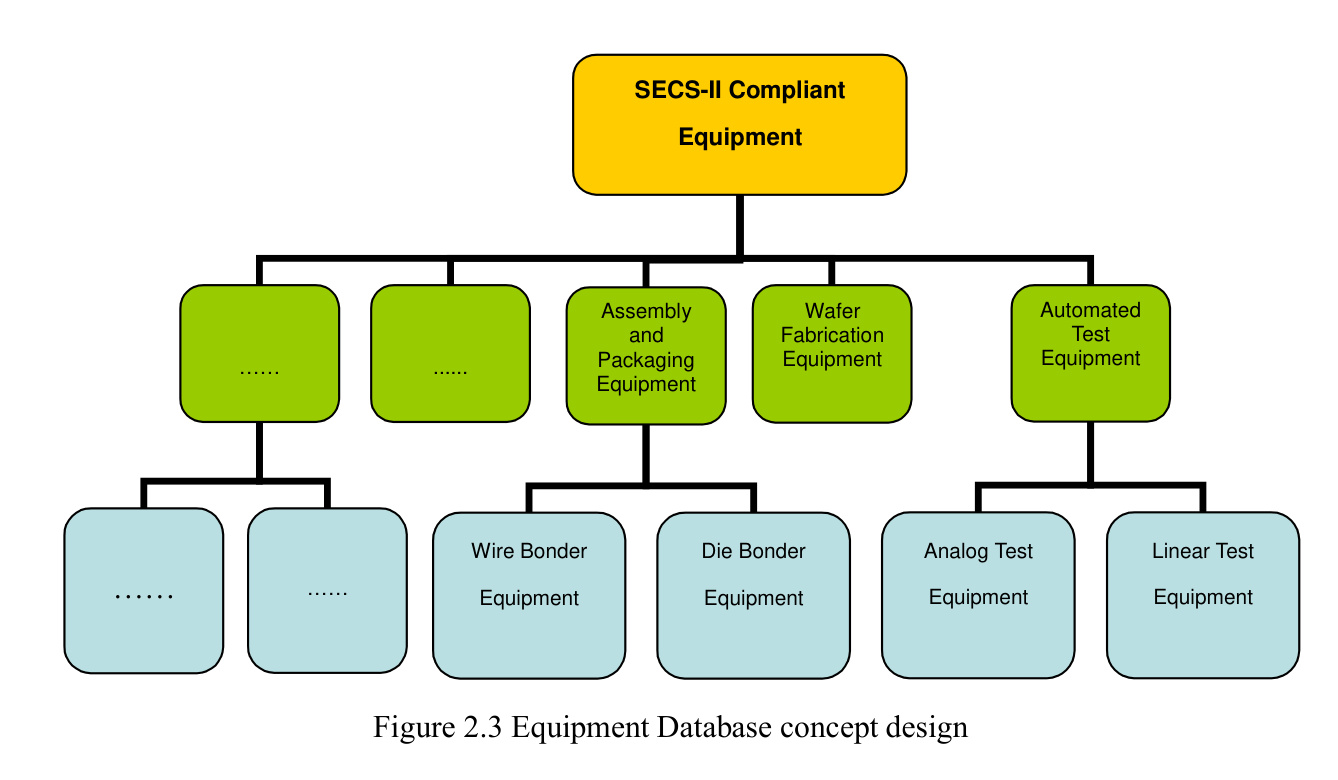 SECS-II Compliant
Equipment
……
......
Assembly
and
Packaging
Equipment
Wafer
Fabrication
Equipment
Automated
Test
Equipment
……
……
Wire Bonder
Equipment
Die Bonder
Equipment
Analog Test
Equipment
Linear Test
Equipment
Figure 2.3 Equipment Database concept design